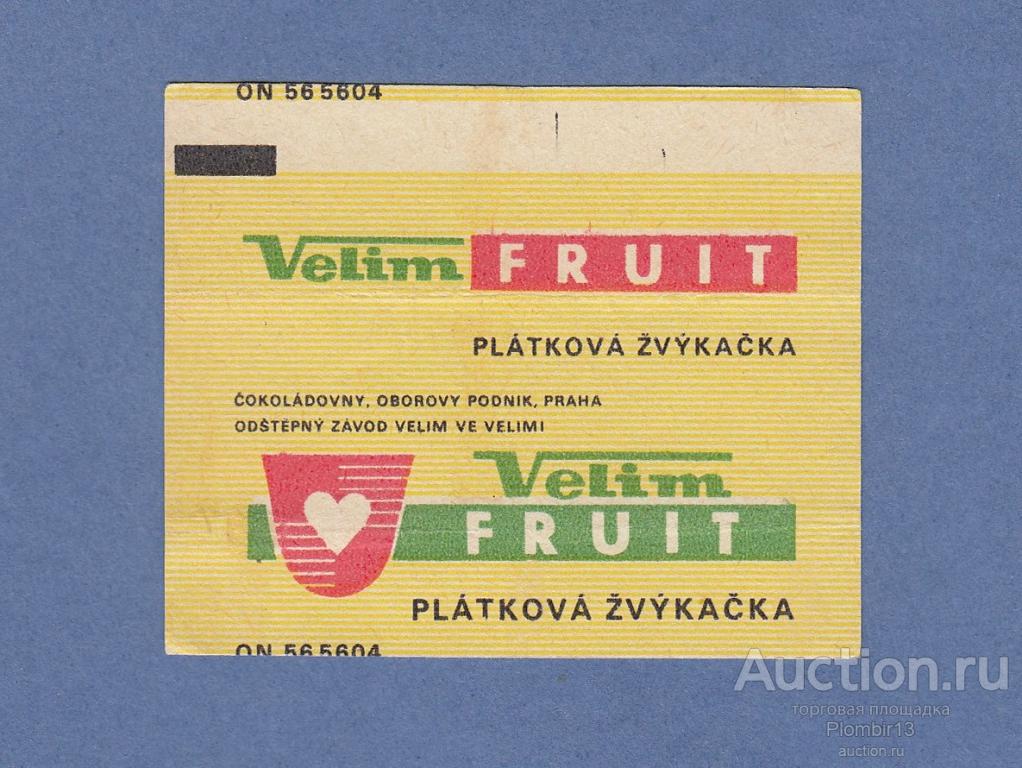 ON 56 5604
Velim FRUIT
PLÁTKOVÁ ŽVÝKAČKA
ČOKOLÁDOVNY, OBOROVY PODNIK, PRAHA
ODŠTĚPNÝ ZÁVOD VELIM VE VELIMI
Velim
FRUIT
PLÁTKOVÁ ŽVÝKAČKA
ON 56 5604
Auction.ru
торговая площадка
Plombir13
auction.ru